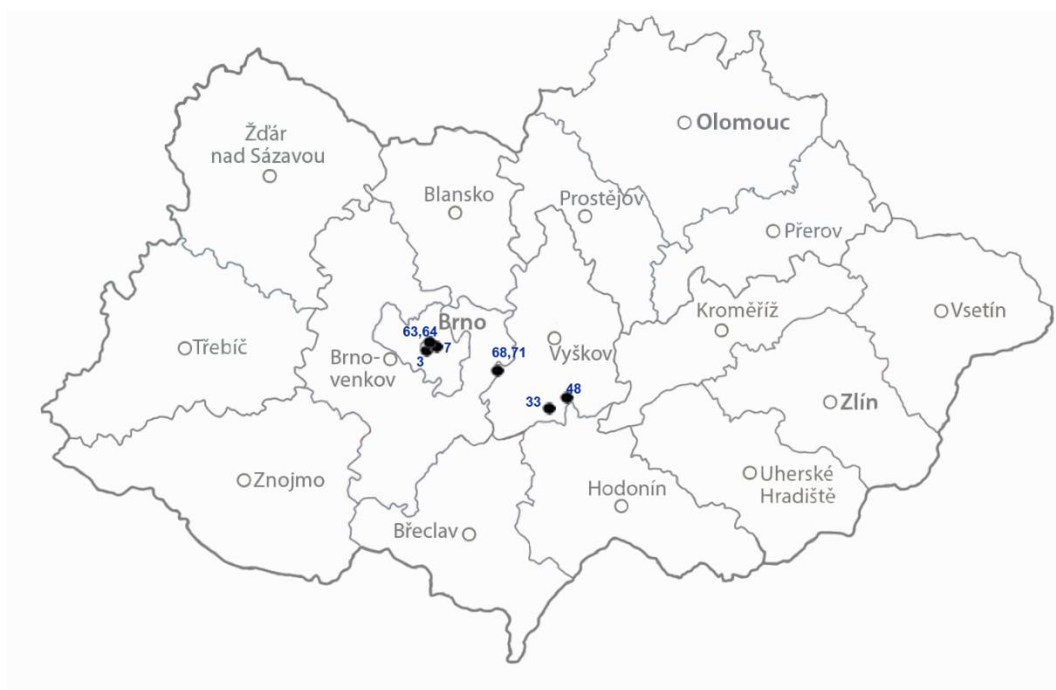 Olomouc
Žďár
nad Sázavou
Blansko
Prostějov
Přerov
Kroměříž
Vsetín
63,64
Brno
7
3
Brno-
venkov
68,71
Vyškov
Třebíč
48
33
Zlín
Znojmo
Uherské
Hradiště
Hodonín
Břeclav